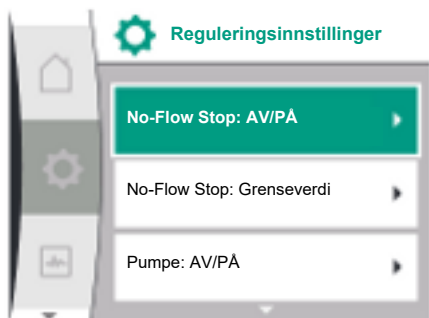 Reguleringsinnstillinger
No-Flow Stop: AV/PÅ
No-Flow Stop: Grenseverdi
Pumpe: AV/PÅ